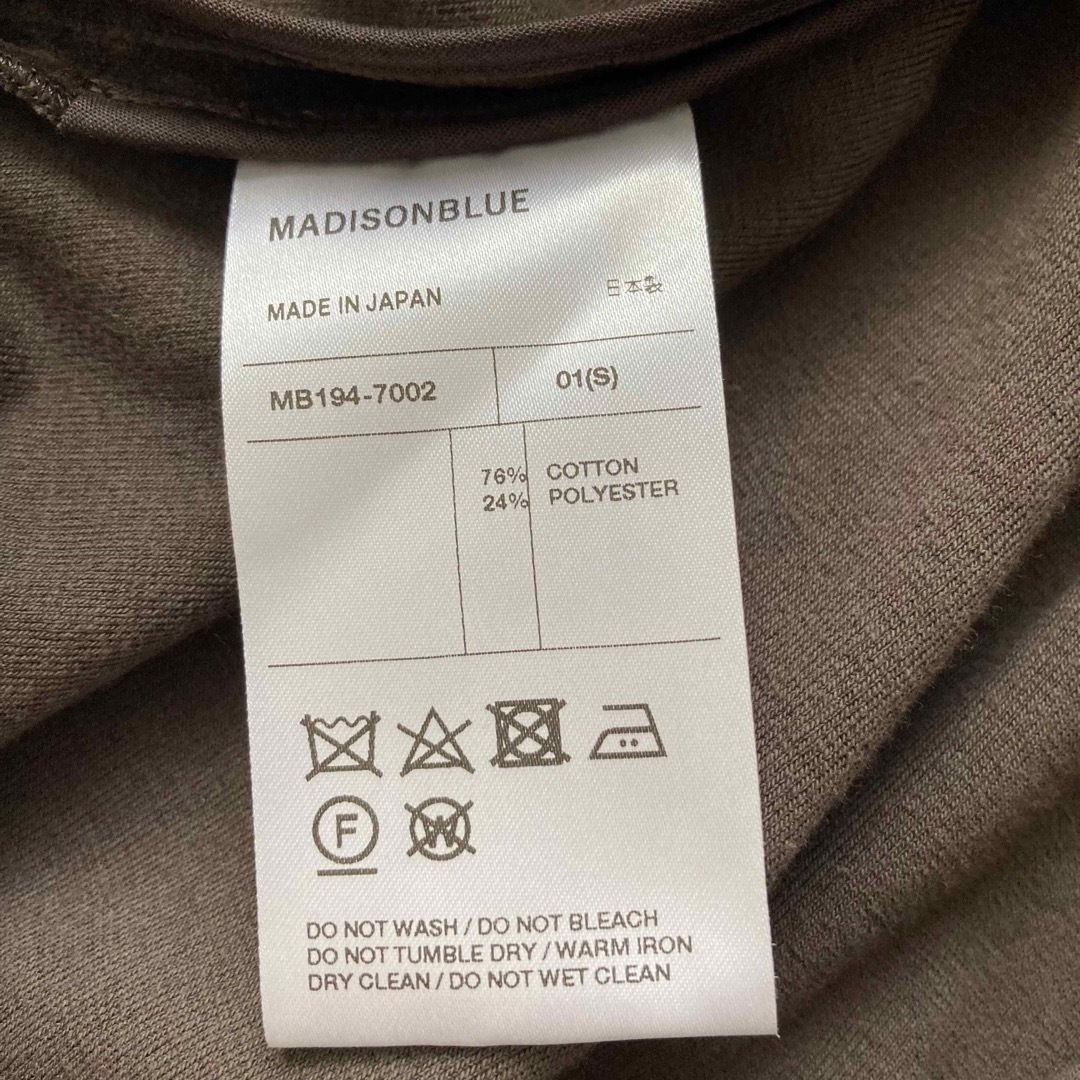 MADISONBLUE
MADE IN JAPAN 日本製
MB194-7002 01(S)
76% COTTON
24% POLYESTER
F W
DO NOT WASH / DO NOT BLEACH
DO NOT TUMBLE DRY / WARM IRON
DRY CLEAN / DO NOT WET CLEAN